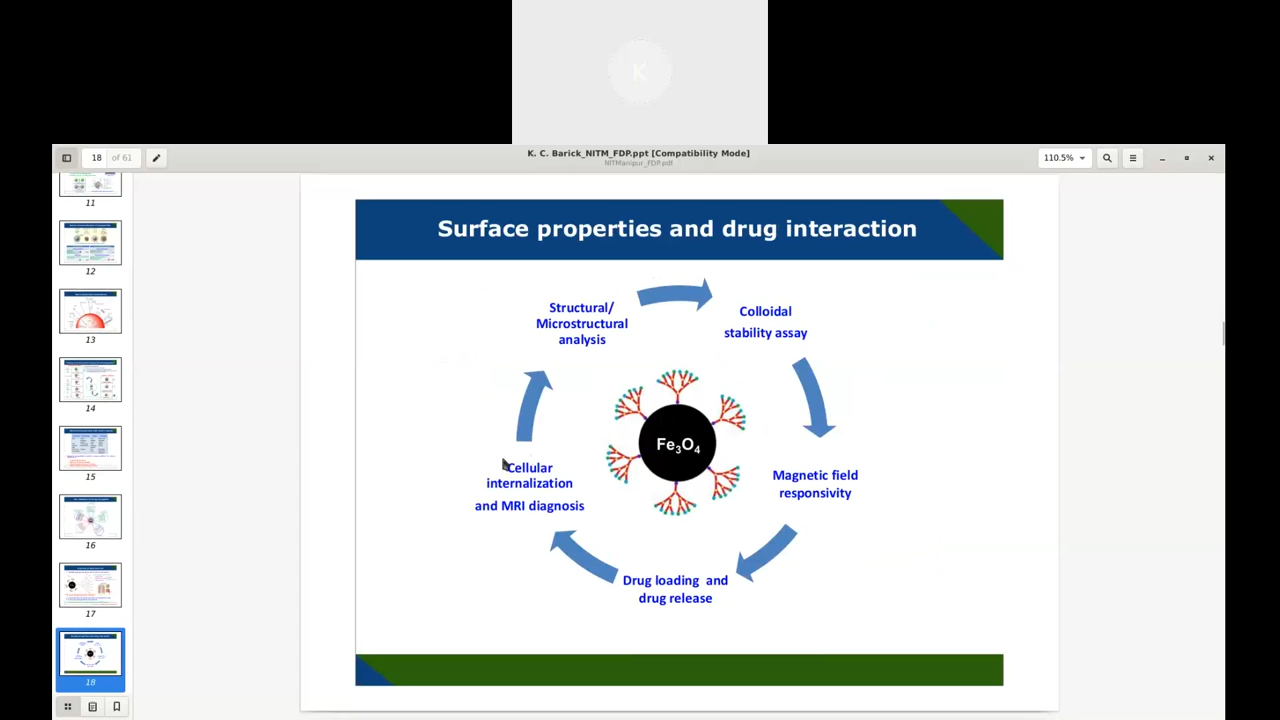 K
K. C. Barick_NITM_FDP.ppt [Compatibility Mode]
NITManipur_FDP.pdf
18 of 61
110.5%
11
12
13
14
15
16
17
18
Surface properties and drug interaction
Structural/
Microstructural
analysis
Colloidal
stability assay
Fe₃O₄
Magnetic field
responsivity
Cellular
internalization
and MRI diagnosis
Drug loading and
drug release